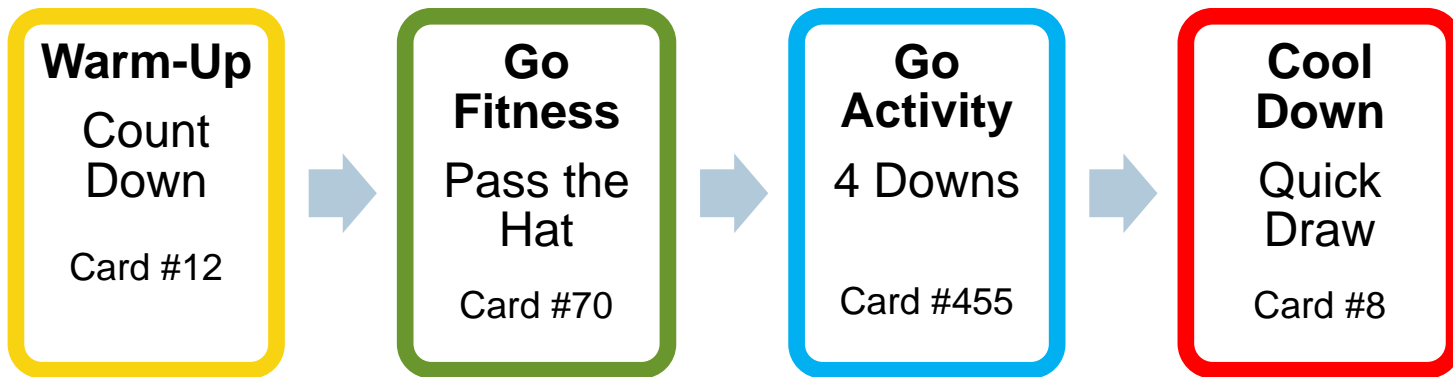 Warm-Up
Count
Down
Card #12
Go
Fitness
Pass the
Hat
Card #70
Go
Activity
4 Downs
Card #455
Cool
Down
Quick
Draw
Card #8